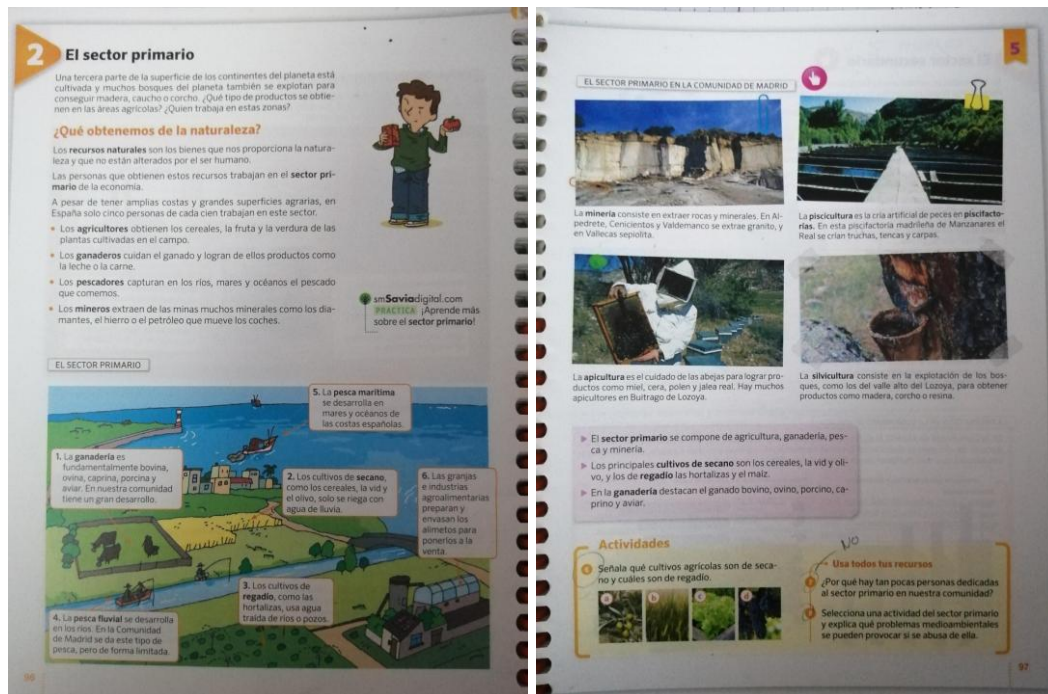 2
El sector primario
Una tercera parte de la superficie de los continentes del planeta está
cultivada y muchos bosques del planeta también se explotan para
conseguir madera, caucho o corcho. ¿Qué tipo de productos se obtie-
nen en las áreas agrícolas? ¿Quien trabaja en estas zonas?
¿Qué obtenemos de la naturaleza?
Los recursos naturales son los bienes que nos proporciona la natura-
leza y que no están alterados por el ser humano.
Las personas que obtienen estos recursos trabajan en el sector pri-
mario de la economía.
A pesar de tener amplias costas y grandes superficies agrarias, en
España solo cinco personas de cada cien trabajan en este sector.
• Los agricultores obtienen los cereales, la fruta y la verdura de las
plantas cultivadas en el campo.
• Los ganaderos cuidan el ganado y logran de ellos productos como
la leche o la carne.
• Los pescadores capturan en los ríos, mares y océanos el pescado
que comemos.
• Los mineros extraen de las minas muchos minerales como los dia-
mantes, el hierro o el petróleo que mueve los coches.
smSaviadigital.com
PRACTICA ¡Aprende más
sobre el sector primario!
EL SECTOR PRIMARIO
5. La pesca marítima
se desarrolla en
mares y océanos de
las costas españolas.
1. La ganadería es
fundamentalmente bovina,
ovina, caprina, porcina y
aviar. En nuestra comunidad
tiene un gran desarrollo.
2. Los cultivos de secano,
como los cereales, la vid y
el olivo, solo se riega con
agua de lluvia.
6. Las granjas
e industrias
agroalimentarias
preparan y
envasan los
alimetos para
ponerlos a la
venta.
3. Los cultivos de
regadío, como las
hortalizas, usa agua
traída de ríos o pozos.
4. La pesca fluvial se desarrolla
en los ríos. En la Comunidad
de Madrid se da este tipo de
pesca, pero de forma limitada.
96
5
EL SECTOR PRIMARIO EN LA COMUNIDAD DE MADRID
La minería consiste en extraer rocas y minerales. En Al-
pedrete, Cenicientos y Valdemanco se extrae granito, y
en Vallecas sepiolita.
La piscicultura es la cría artificial de peces en piscifacto-
rías. En esta piscifactoría madrileña de Manzanares el
Real se crían truchas, tencas y carpas.
La apicultura es el cuidado de las abejas para lograr pro-
ductos como miel, cera, polen y jalea real. Hay muchos
apicultores en Buitrago de Lozoya.
La silvicultura consiste en la explotación de los bos-
ques, como los del valle alto del Lozoya, para obtener
productos como madera, corcho o resina.
El sector primario se compone de agricultura, ganadería, pes-
ca y minería.
Los principales cultivos de secano son los cereales, la vid y oli-
vo, y los de regadío las hortalizas y el maíz.
En la ganadería destacan el ganado bovino, ovino, porcino, ca-
prino y aviar.
Actividades
Señala qué cultivos agrícolas son de seca-
no y cuáles son de regadío.
a b c d
NO
Usa todos tus recursos
¿Por qué hay tan pocas personas dedicadas
al sector primario en nuestra comunidad?
Selecciona una actividad del sector primario
y explica qué problemas medioambientales
se pueden provocar si se abusa de ella.
97